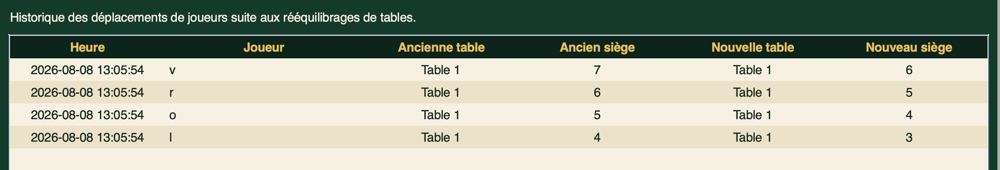 Historique des déplacements de joueurs suite aux rééquilibrages de tables.
Heure Joueur Ancienne table Ancien siège Nouvelle table Nouveau siège
2026-08-08 13:05:54 v Table 1 7 Table 1 6
2026-08-08 13:05:54 r Table 1 6 Table 1 5
2026-08-08 13:05:54 o Table 1 5 Table 1 4
2026-08-08 13:05:54 l Table 1 4 Table 1 3